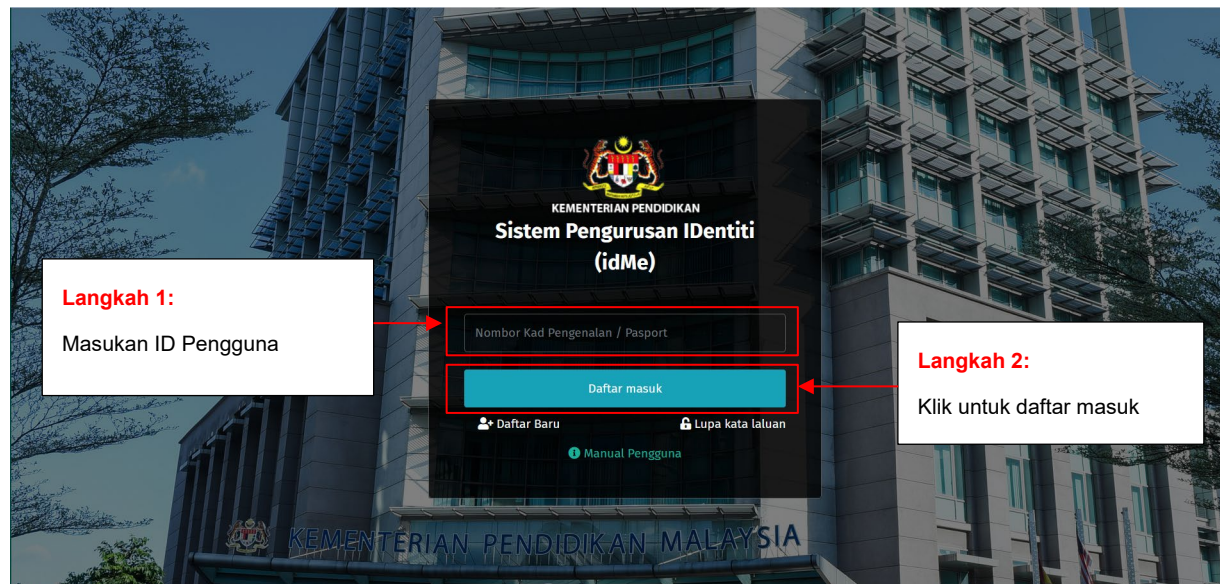 KEMENTERIAN PENDIDIKAN
Sistem Pengurusan IDentiti
(idMe)
Langkah 1:
Masukan ID Pengguna
Nombor Kad Pengenalan / Pasport
Langkah 2:
Klik untuk daftar masuk
Daftar masuk
Daftar Baru
Lupa kata laluan
Manual Pengguna
KEMENTERIAN PENDIDIKAN MALAYSIA